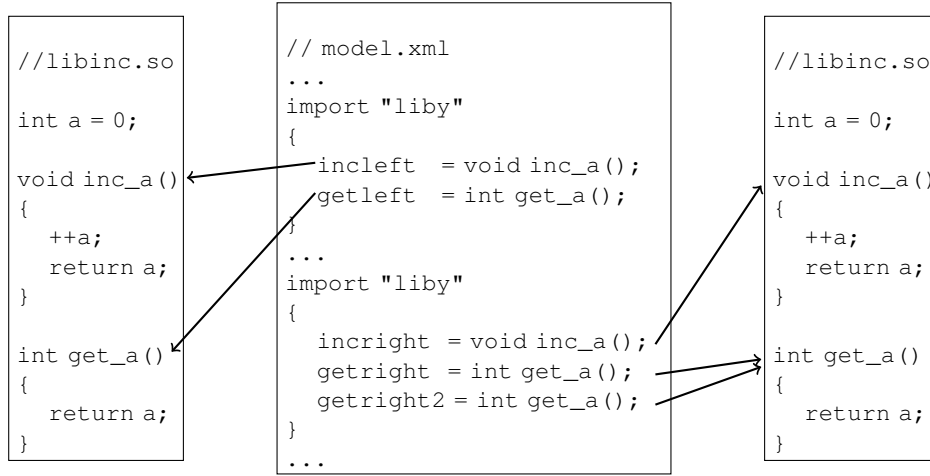 //libinc.so
int a = 0;
void inc_a()
{
++a;
return a;
}
int get_a()
{
return a;
}
// model.xml
...
import "liby"
{
incleft = void inc_a();
getleft = int get_a();
}
...
import "liby"
{
incright = void inc_a();
getright = int get_a();
getright2 = int get_a();
}
...
//libinc.so
int a = 0;
void inc_a()
{
++a;
return a;
}
int get_a()
{
return a;
}